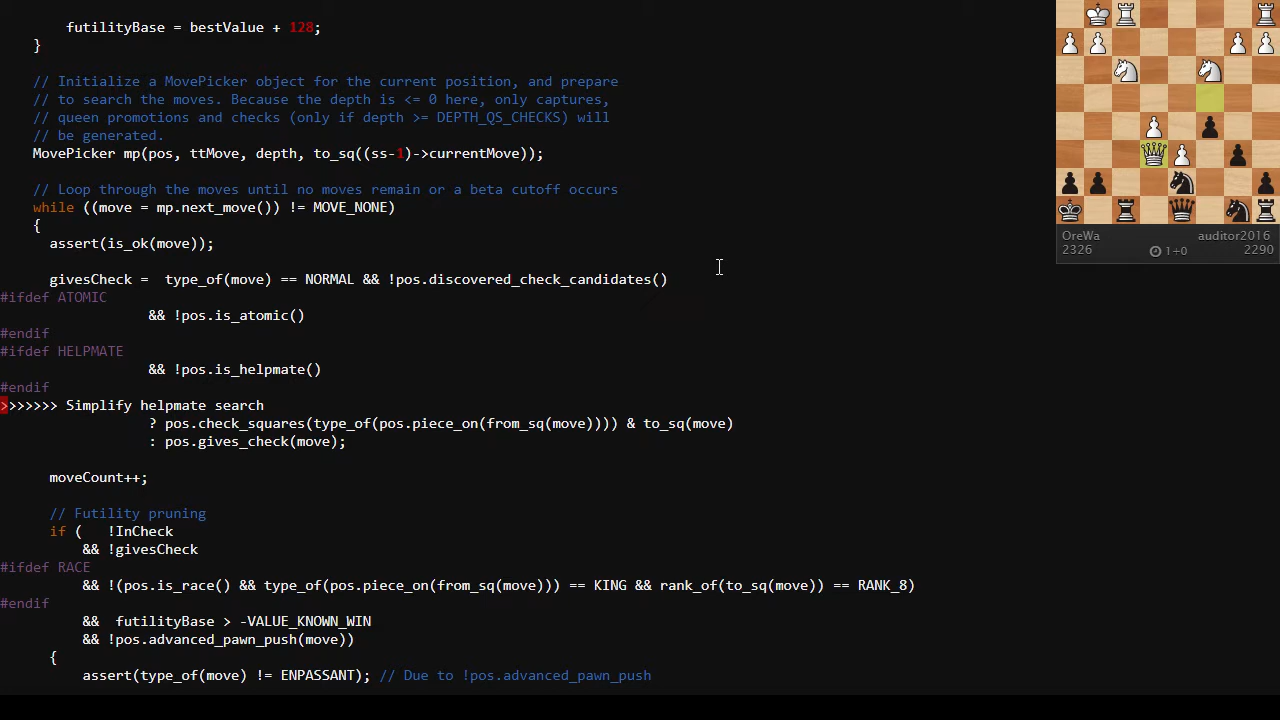 futilityBase = bestValue + 128;
}
// Initialize a MovePicker object for the current position, and prepare
// to search the moves. Because the depth is <= 0 here, only captures,
// queen promotions and checks (only if depth >= DEPTH_QS_CHECKS) will
// be generated.
MovePicker mp(pos, ttMove, depth, to_sq((ss-1)->currentMove));
// Loop through the moves until no moves remain or a beta cutoff occurs
while ((move = mp.next_move()) != MOVE_NONE)
{
assert(is_ok(move));
givesCheck =  type_of(move) == NORMAL && !pos.discovered_check_candidates()
#ifdef ATOMIC
&& !pos.is_atomic()
#endif
#ifdef HELPMATE
&& !pos.is_helpmate()
#endif
>>>>>>> Simplify helpmate search
? pos.check_squares(type_of(pos.piece_on(from_sq(move)))) & to_sq(move)
: pos.gives_check(move);
moveCount++;
// Futility pruning
if (   !InCheck
&& !givesCheck
#ifdef RACE
&& !(pos.is_race() && type_of(pos.piece_on(from_sq(move))) == KING && rank_of(to_sq(move)) == RANK_8)
#endif
&&  futilityBase > -VALUE_KNOWN_WIN
&& !pos.advanced_pawn_push(move))
{
assert(type_of(move) != ENPASSANT); // Due to !pos.advanced_pawn_push
OreWa auditor2016
2326 1+0 2290